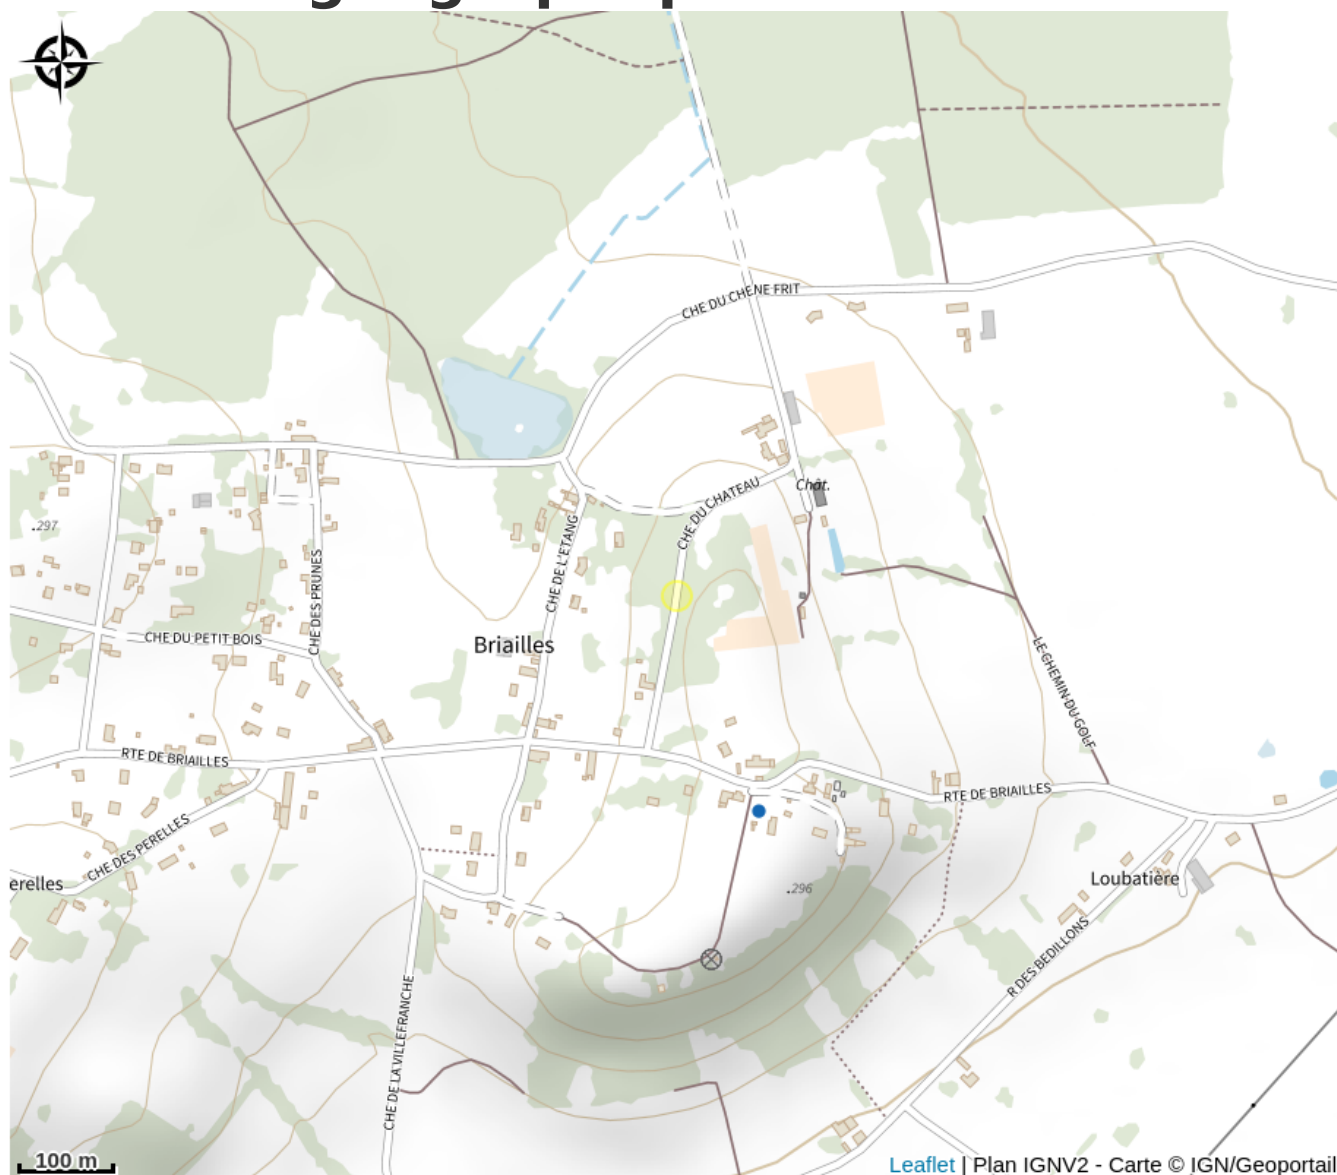 CHE DU CHENE FRIT
Chât.
CHE DU CHATEAU
.297
CHE DE L'ETANG
CHE DES PRUNES
CHE DU PETIT BOIS
Briailles
LE CHEMIN DU GOLF
RTE DE BRIAILLES
RTE DE BRIAILLES
CHE DES PERELLES
erelles
.296
Loubatière
R DES BEDILLONS
CHE DE LA VILLEFRANCHE
100 m
Leaflet | Plan IGNV2 - Carte © IGN/Geoportail